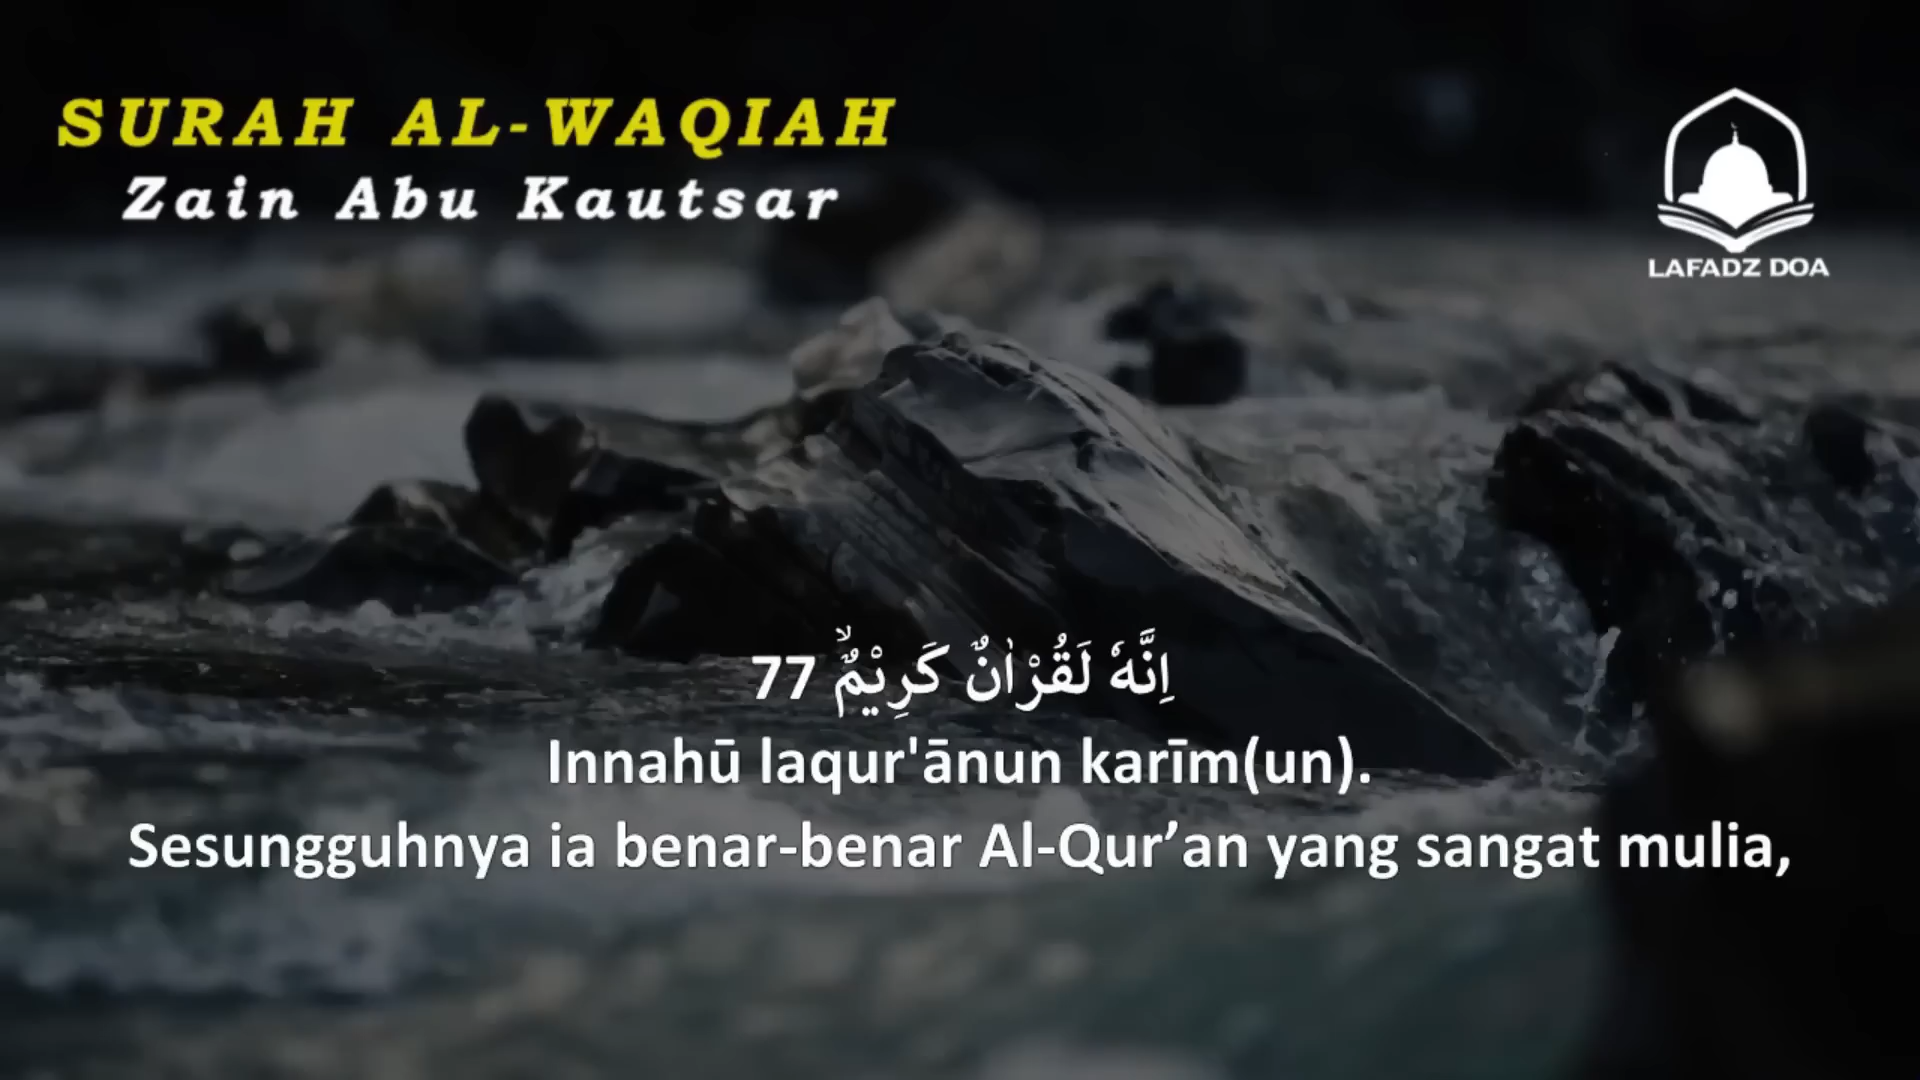 SURAH AL-WAQIAH
Zain Abu Kautsar
LAFADZ DOA
اِنَّهٗ لَقُرْاٰنٌ كَرِيْمٌۙ 77
Innahū laqur'ānun karīm(un).
Sesungguhnya ia benar-benar Al-Qur’an yang sangat mulia,